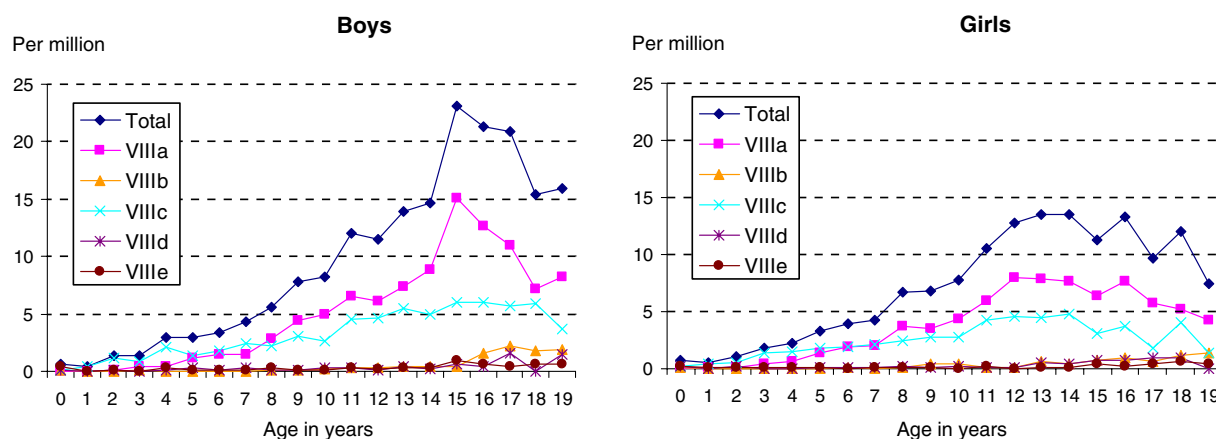 Boys
Per million
25
20
15
10
5
0
Total
VIIIa
VIIIb
VIIIc
VIIId
VIIIe
0 1 2 3 4 5 6 7 8 9 10 11 12 13 14 15 16 17 18 19
Age in years
Girls
Per million
25
20
15
10
5
0
Total
VIIIa
VIIIb
VIIIc
VIIId
VIIIe
0 1 2 3 4 5 6 7 8 9 10 11 12 13 14 15 16 17 18 19
Age in years